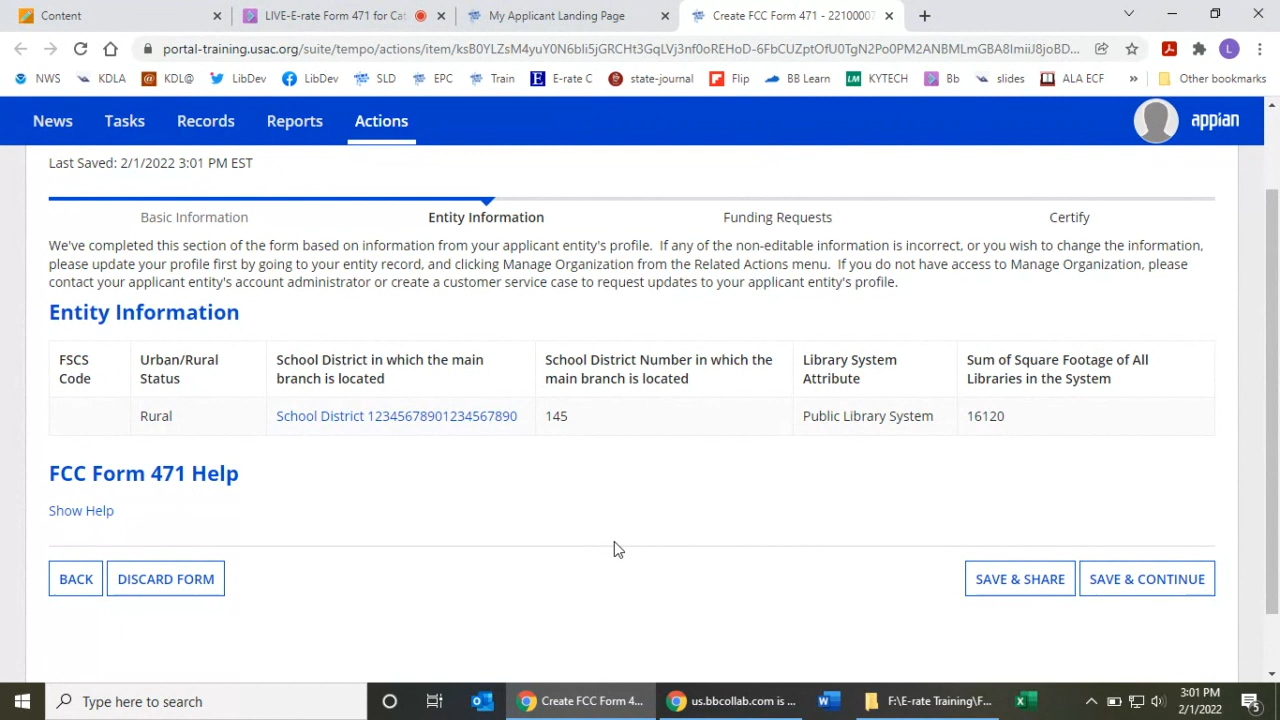 Content
LIVE-E-rate Form 471 for Cat
My Applicant Landing Page
Create FCC Form 471 - 22100007
portal-training.usac.org/suite/tempo/actions/item/
NWS
KDLA
KDL@
LibDev
LibDev
SLD
EPC
Train
E-rate C
state-journal
Flip
BB Learn
KYTECH
Bb
slides
ALA ECF
»
Other bookmarks
News
Tasks
Records
Reports
Actions
appian
Last Saved: 2/1/2022 3:01 PM EST
Basic Information
Entity Information
Funding Requests
Certify
We've completed this section of the form based on information from your applicant entity's profile. If any of the non-editable information is incorrect, or you wish to change the information,
please update your profile first by going to your entity record, and clicking Manage Organization from the Related Actions menu. If you do not have access to Manage Organization, please
contact your applicant entity's account administrator or create a customer service case to request updates to your applicant entity's profile.
Entity Information
FSCS
Code
Urban/Rural
Status
School District in which the main
branch is located
School District Number in which the
main branch is located
Library System
Attribute
Sum of Square Footage of All
Libraries in the System
Rural
School District 12345678901234567890
145
Public Library System
16120
FCC Form 471 Help
Show Help
BACK
DISCARD FORM
SAVE & SHARE
SAVE & CONTINUE
Type here to search
Create FCC Form 4...
us.bbcollab.com is ...
F:\E-rate Training\F...
3:01 PM
2/1/2022
5